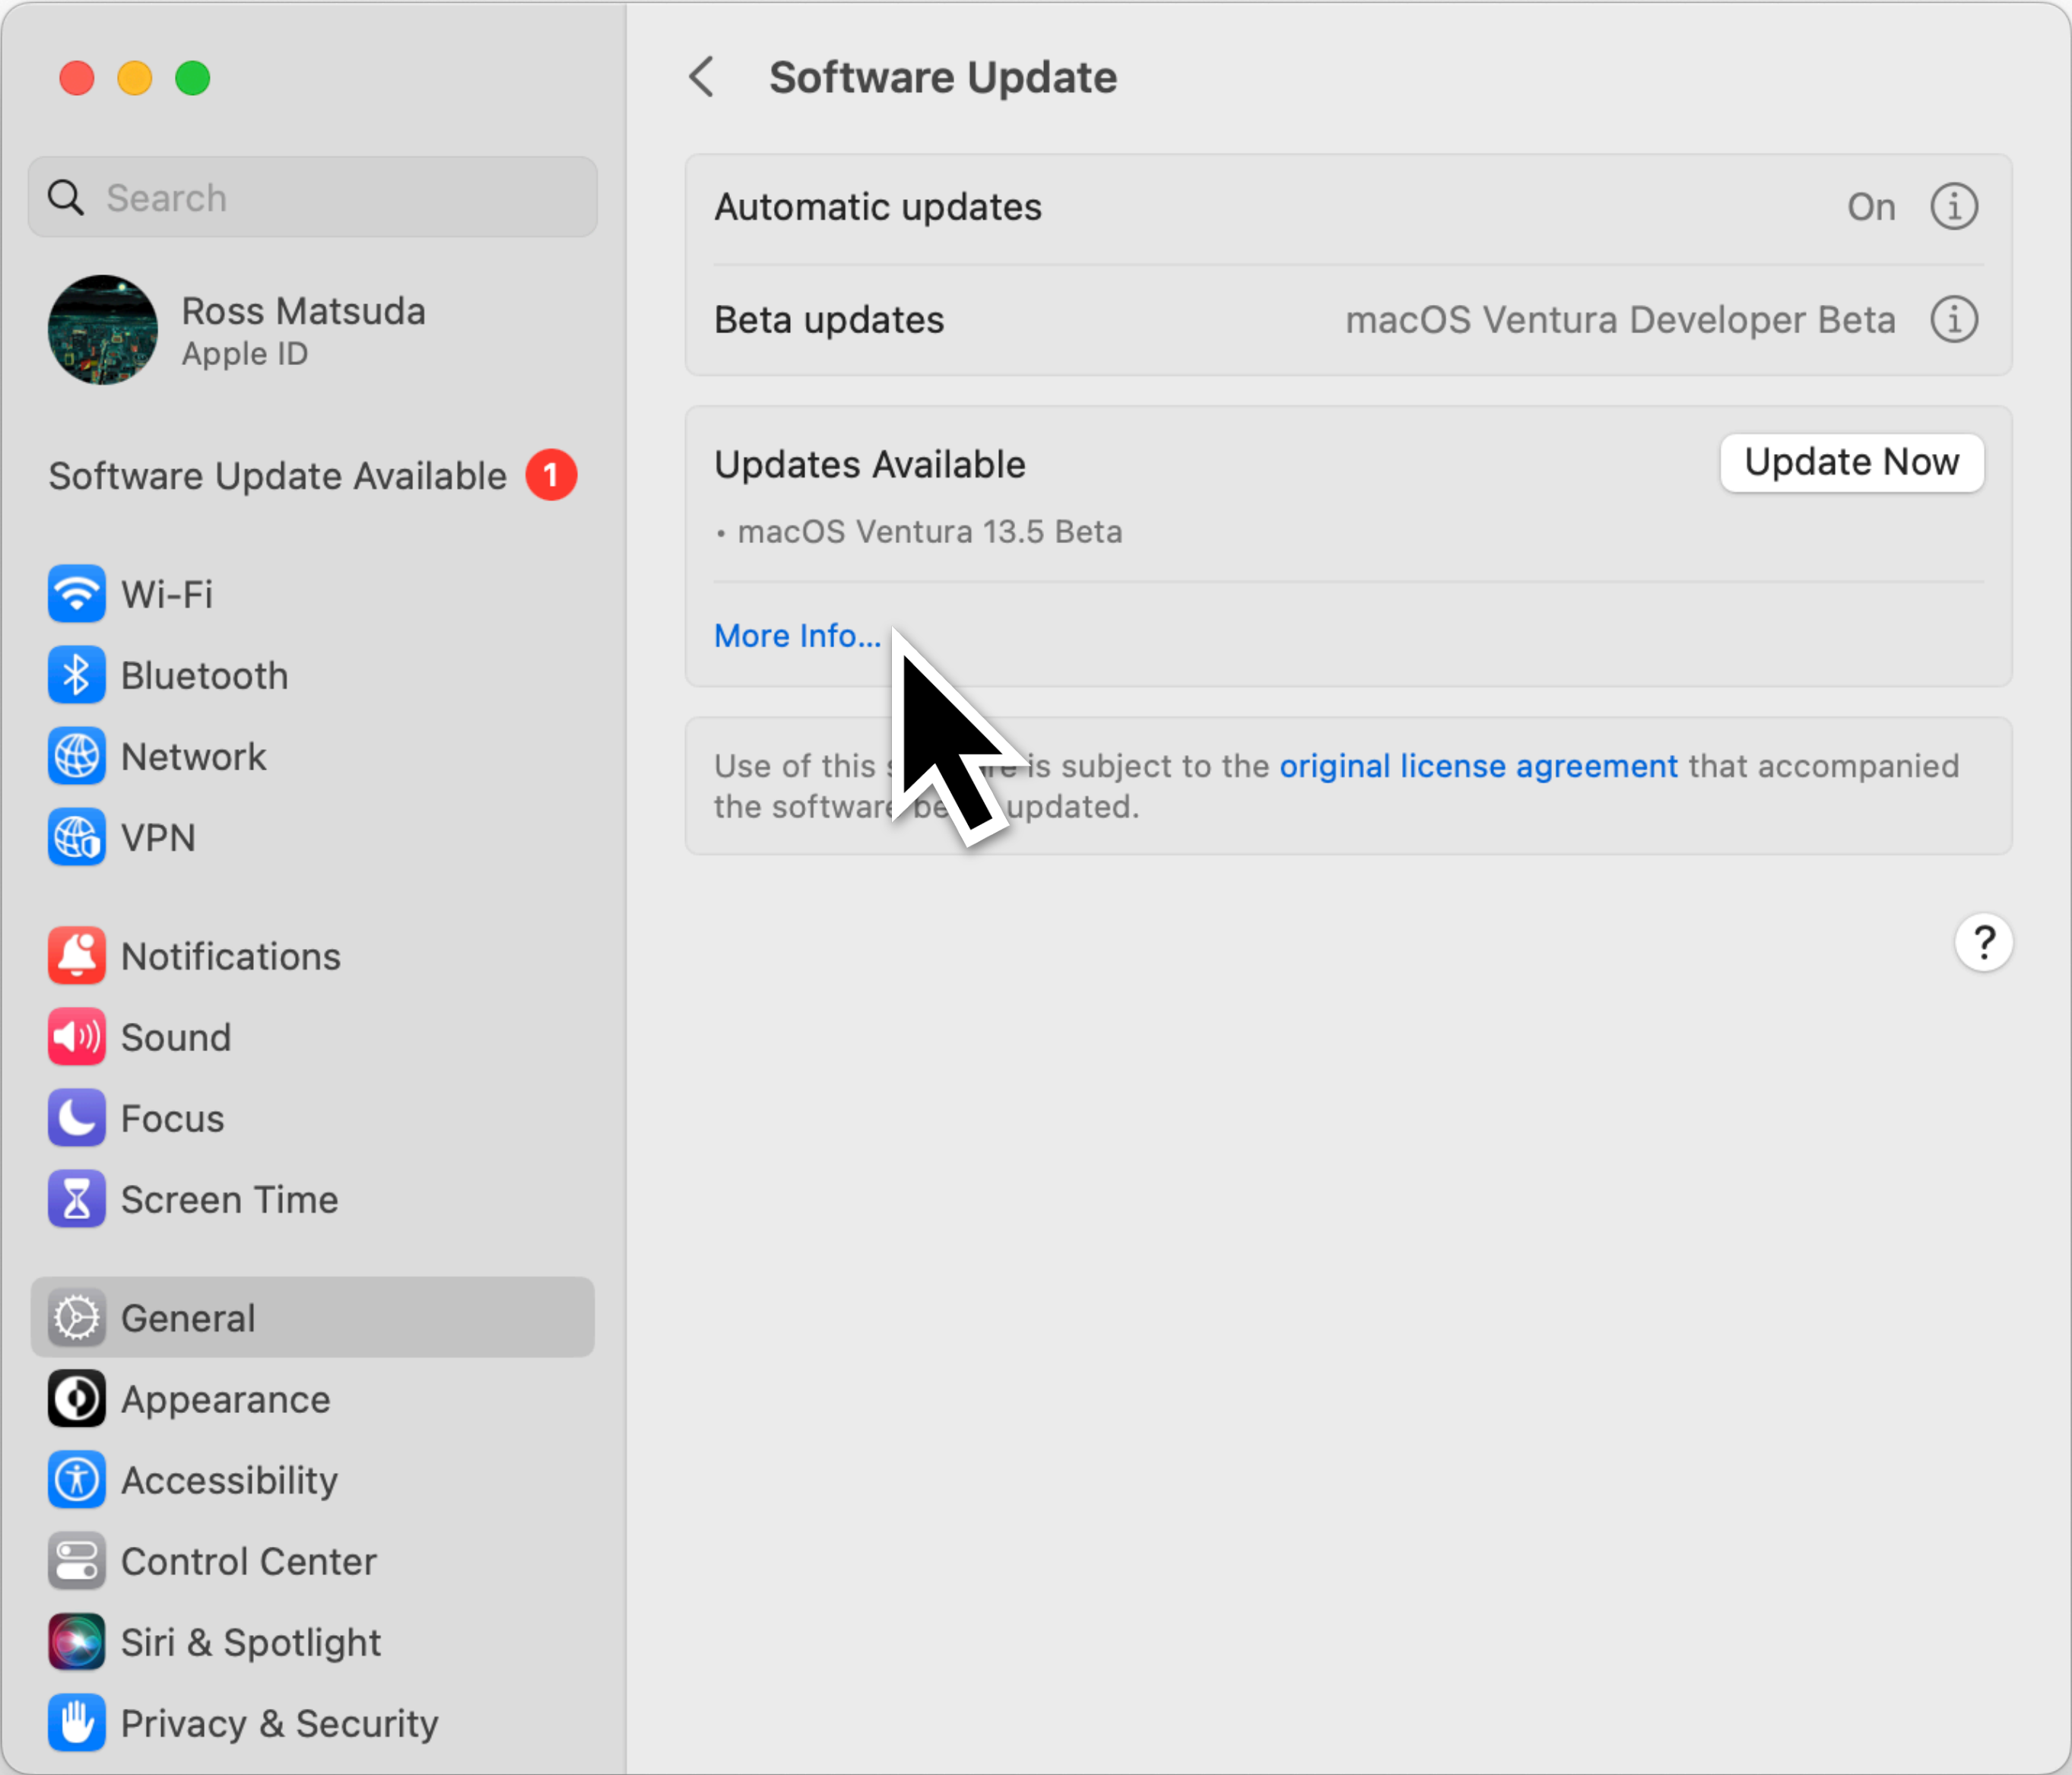 Search
Ross Matsuda
Apple ID
Software Update Available 1
Wi-Fi
Bluetooth
Network
VPN
Notifications
Sound
Focus
Screen Time
General
Appearance
Accessibility
Control Center
Siri & Spotlight
Privacy & Security
Software Update
Automatic updates On
Beta updates macOS Ventura Developer Beta
Updates Available Update Now
• macOS Ventura 13.5 Beta
More Info...
Use of this is subject to the original license agreement that accompanied
the software updated.
?